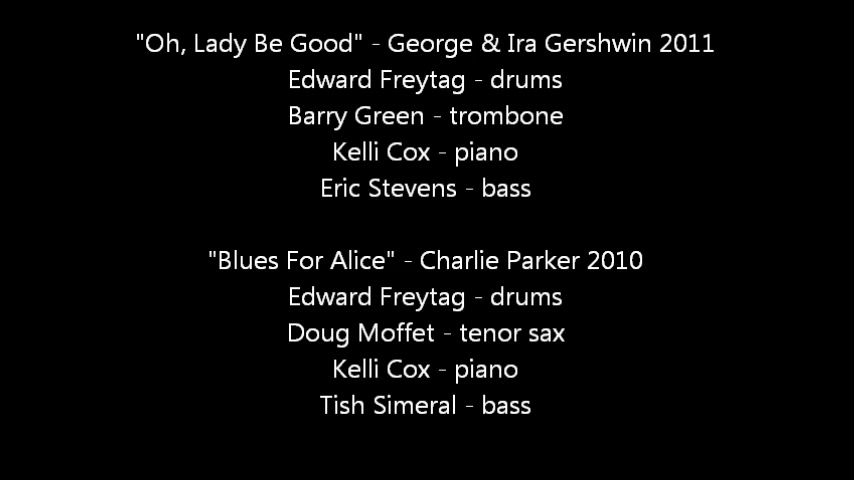 "Oh, Lady Be Good" - George & Ira Gershwin 2011
Edward Freytag - drums
Barry Green - trombone
Kelli Cox - piano
Eric Stevens - bass
"Blues For Alice" - Charlie Parker 2010
Edward Freytag - drums
Doug Moffet - tenor sax
Kelli Cox - piano
Tish Simeral - bass